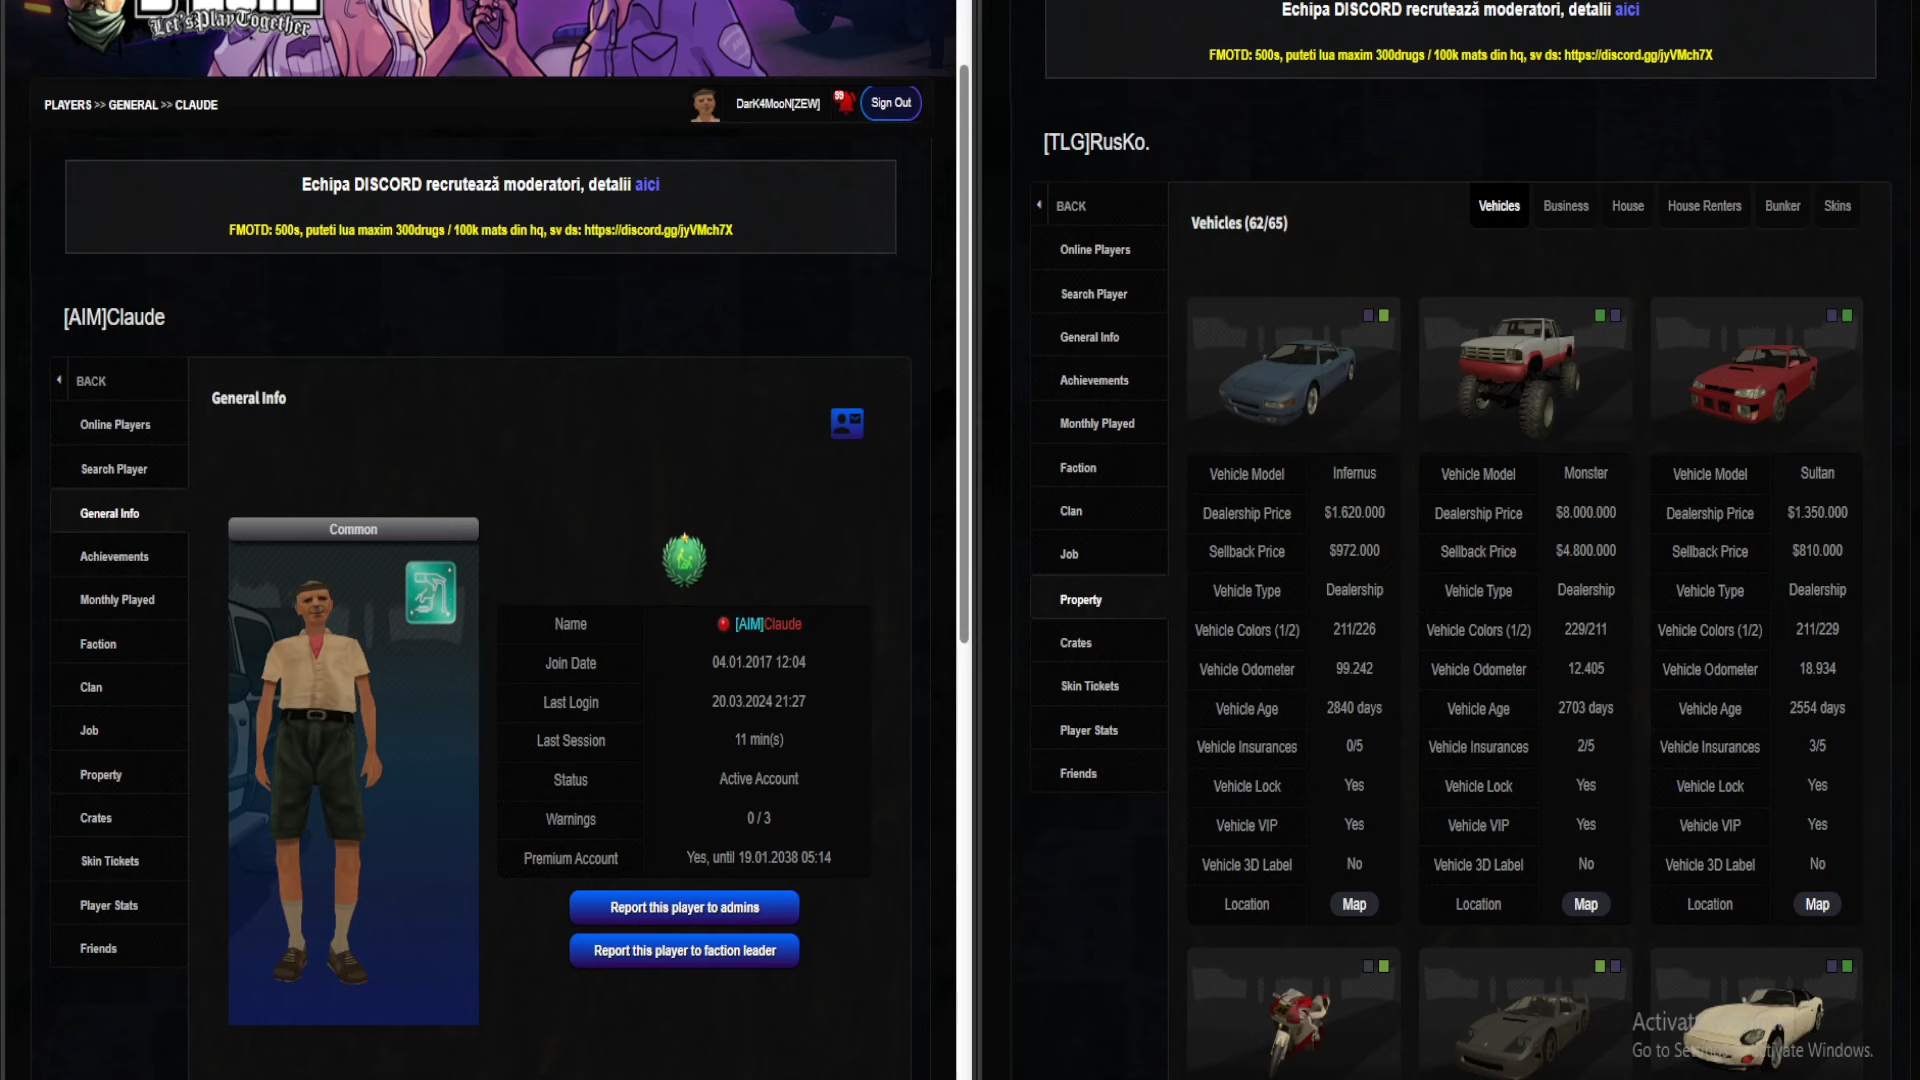 Let'sPlayTogether
PLAYERS >> GENERAL >> CLAUDE
DarK4MooN[ZEW]
99
Sign Out
Echipa DISCORD recrutează moderatori, detalii aici
FMOTD: 500s, puteti lua maxim 300drugs / 100k mats din hq, sv ds: https://discord.gg/jyVMch7X
[AIM]Claude
BACK
Online Players
Search Player
General Info
Achievements
Monthly Played
Faction
Clan
Job
Property
Crates
Skin Tickets
Player Stats
Friends
General Info
Common
Name [AIM]Claude
Join Date 04.01.2017 12:04
Last Login 20.03.2024 21:27
Last Session 11 min(s)
Status Active Account
Warnings 0 / 3
Premium Account Yes, until 19.01.2038 05:14
Report this player to admins
Report this player to faction leader
Echipa DISCORD recrutează moderatori, detalii aici
FMOTD: 500s, puteti lua maxim 300drugs / 100k mats din hq, sv ds: https://discord.gg/jyVMch7X
[TLG]RusKo.
BACK
Online Players
Search Player
General Info
Achievements
Monthly Played
Faction
Clan
Job
Property
Crates
Skin Tickets
Player Stats
Friends
Vehicles (62/65)
Vehicles Business House House Renters Bunker Skins
Vehicle Model Infernus Vehicle Model Monster Vehicle Model Sultan
Dealership Price $1.620.000 Dealership Price $8.000.000 Dealership Price $1.350.000
Sellback Price $972.000 Sellback Price $4.800.000 Sellback Price $810.000
Vehicle Type Dealership Vehicle Type Dealership Vehicle Type Dealership
Vehicle Colors (1/2) 211/226 Vehicle Colors (1/2) 229/211 Vehicle Colors (1/2) 211/229
Vehicle Odometer 99.242 Vehicle Odometer 12.405 Vehicle Odometer 18.934
Vehicle Age 2840 days Vehicle Age 2703 days Vehicle Age 2554 days
Vehicle Insurances 0/5 Vehicle Insurances 2/5 Vehicle Insurances 3/5
Vehicle Lock Yes Vehicle Lock Yes Vehicle Lock Yes
Vehicle VIP Yes Vehicle VIP Yes Vehicle VIP Yes
Vehicle 3D Label No Vehicle 3D Label No Vehicle 3D Label No
Location Map Location Map Location Map
Go to Windows.